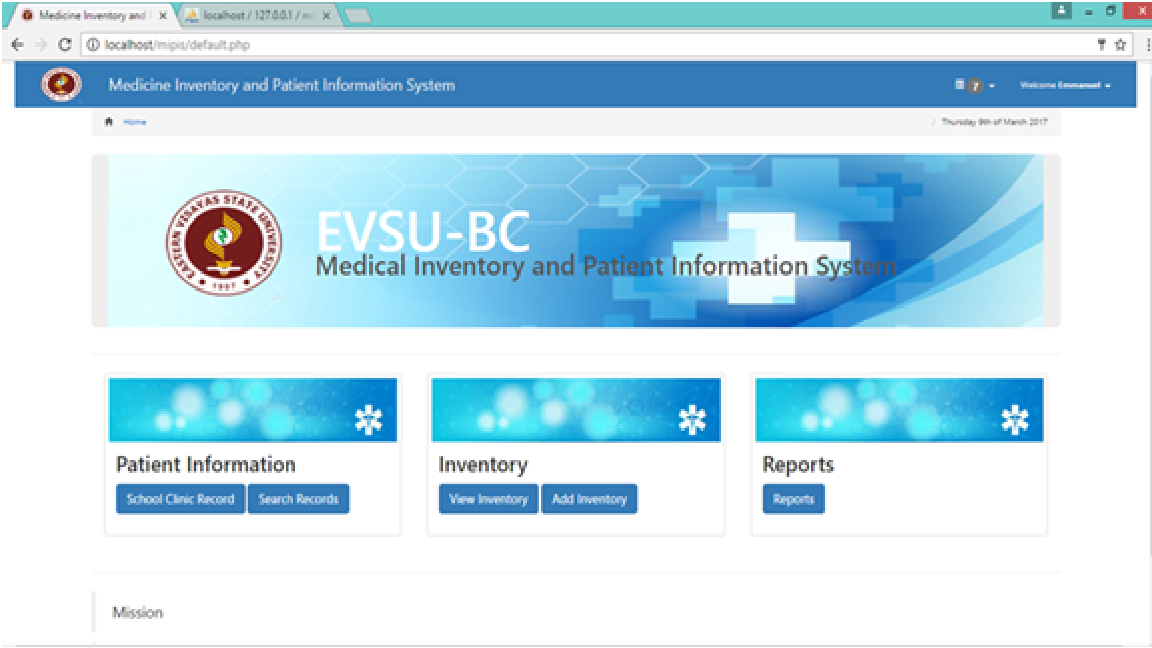 Medicine Inventory and
localhost / 127.0.0.1 /
localhost/mipis/default.php
Medicine Inventory and Patient Information System
7
Welcome Emmanuel
Home
/ Thursday 9th of March 2017
EASTERN VISAYAS STATE UNIVERSITY
1907
EVSU-BC
Medical Inventory and Patient Information System
Patient Information
Inventory
Reports
School Clinic Record
Search Records
View Inventory
Add Inventory
Reports
Mission